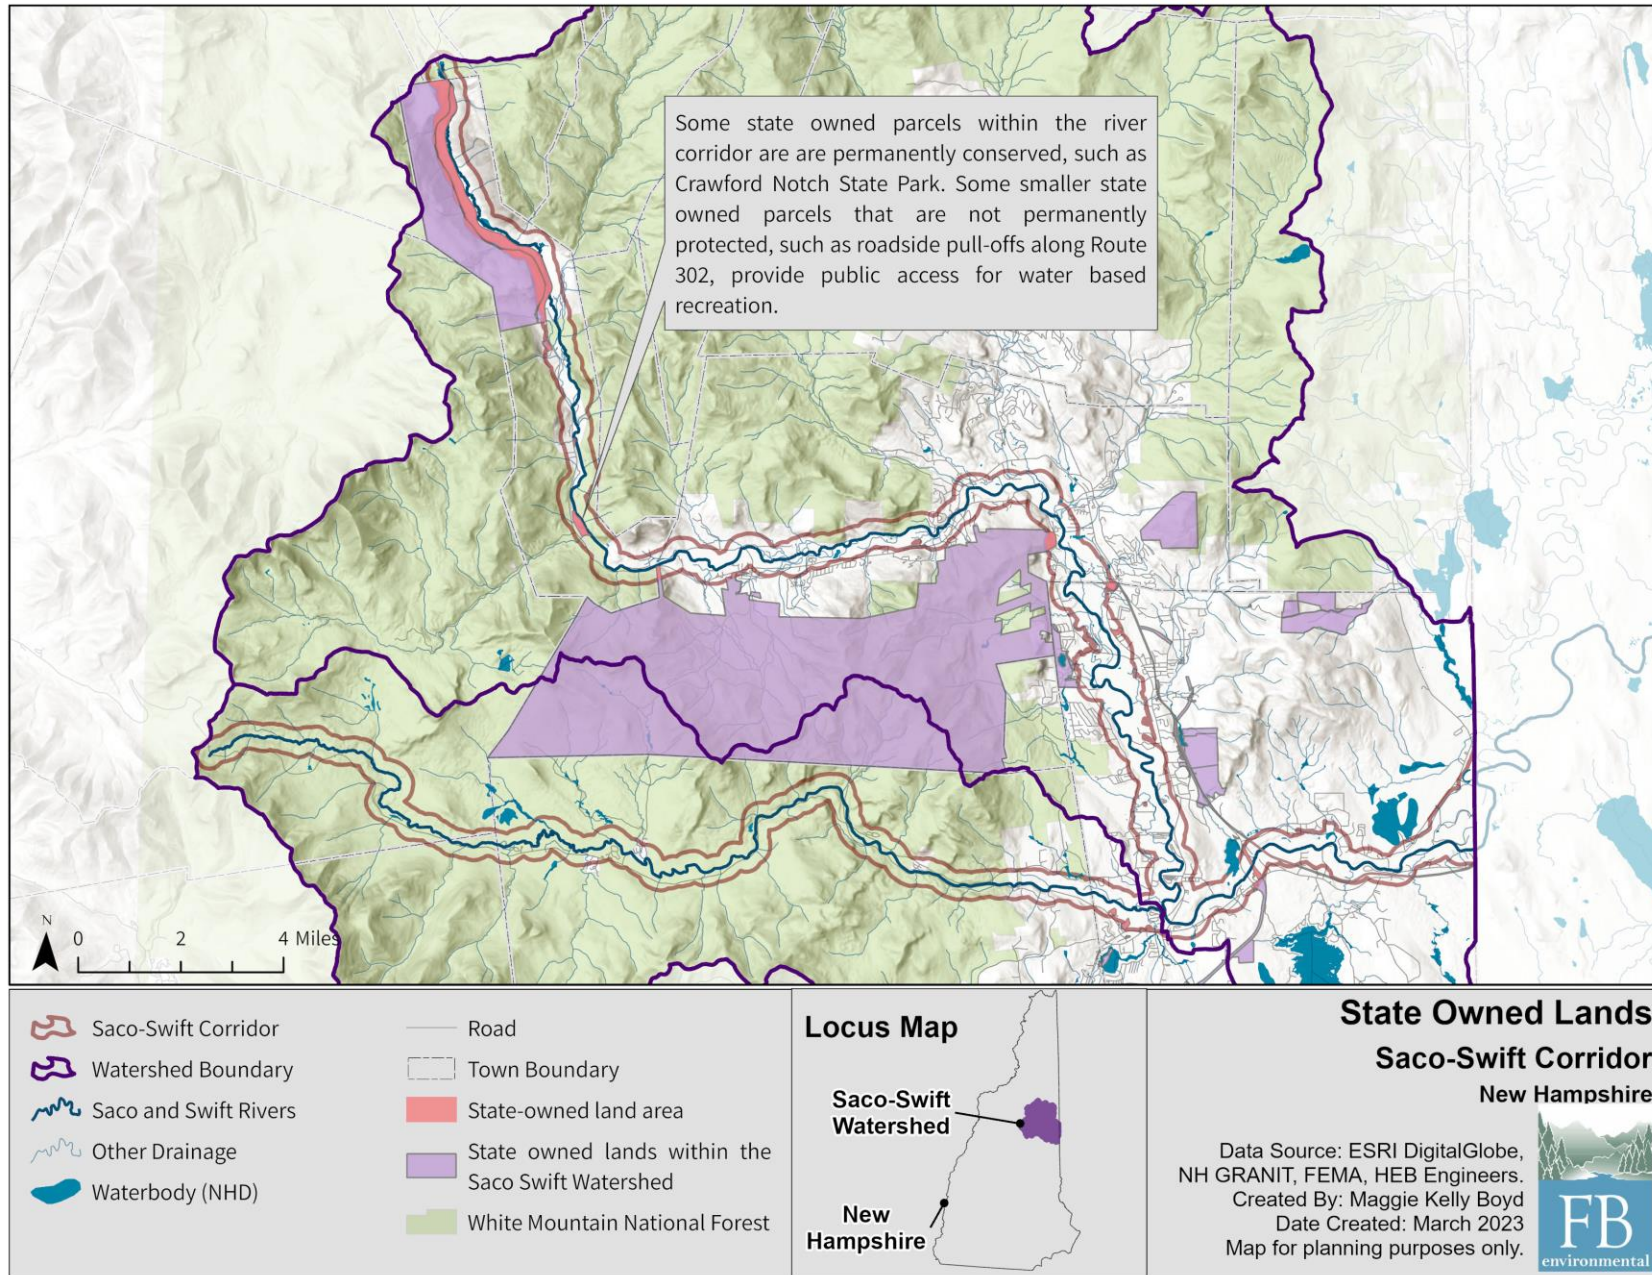 Some state owned parcels within the river
corridor are are permanently conserved, such as
Crawford Notch State Park. Some smaller state
owned parcels that are not permanently
protected, such as roadside pull-offs along Route
302, provide public access for water based
recreation.
N
0 2 4 Miles
Saco-Swift Corridor
Watershed Boundary
Saco and Swift Rivers
Other Drainage
Waterbody (NHD)
Road
Town Boundary
State-owned land area
State owned lands within the
Saco Swift Watershed
White Mountain National Forest
Locus Map
Saco-Swift
Watershed
New
Hampshire
State Owned Lands
Saco-Swift Corridor
New Hampshire
Data Source: ESRI DigitalGlobe,
NH GRANIT, FEMA, HEB Engineers.
Created By: Maggie Kelly Boyd
Date Created: March 2023
Map for planning purposes only.
FB
environmental